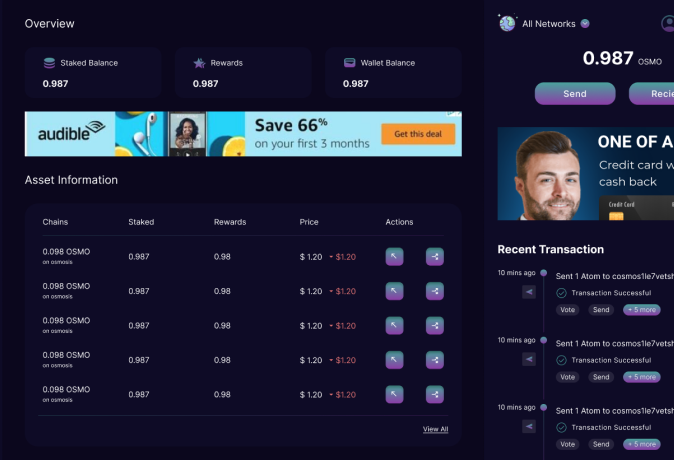 Overview
Staked Balance
0.987
Rewards
0.987
Wallet Balance
0.987
audible
Save 66%
on your first 3 months
Get this deal
Asset Information
Chains Staked Rewards Price Actions
0.098 OSMO 0.987 0.98 $ 1.20 $1.20
on osmosis
0.098 OSMO 0.987 0.98 $ 1.20 $1.20
on osmosis
0.098 OSMO 0.987 0.98 $ 1.20 $1.20
on osmosis
0.098 OSMO 0.987 0.98 $ 1.20 $1.20
on osmosis
0.098 OSMO 0.987 0.98 $ 1.20 $1.20
on osmosis
View All
All Networks
0.987 OSMO
Send Recie
ONE OF A
Credit card w
cash back
Credit Card
Recent Transaction
10 mins ago
Sent 1 Atom to cosmos1le7vetsh
Transaction Successful
Vote Send + 5 more
10 mins ago
Sent 1 Atom to cosmos1le7vetsh
Transaction Successful
Vote Send + 5 more
10 mins ago
Sent 1 Atom to cosmos1le7vetsh
Transaction Successful
Vote Send + 5 more